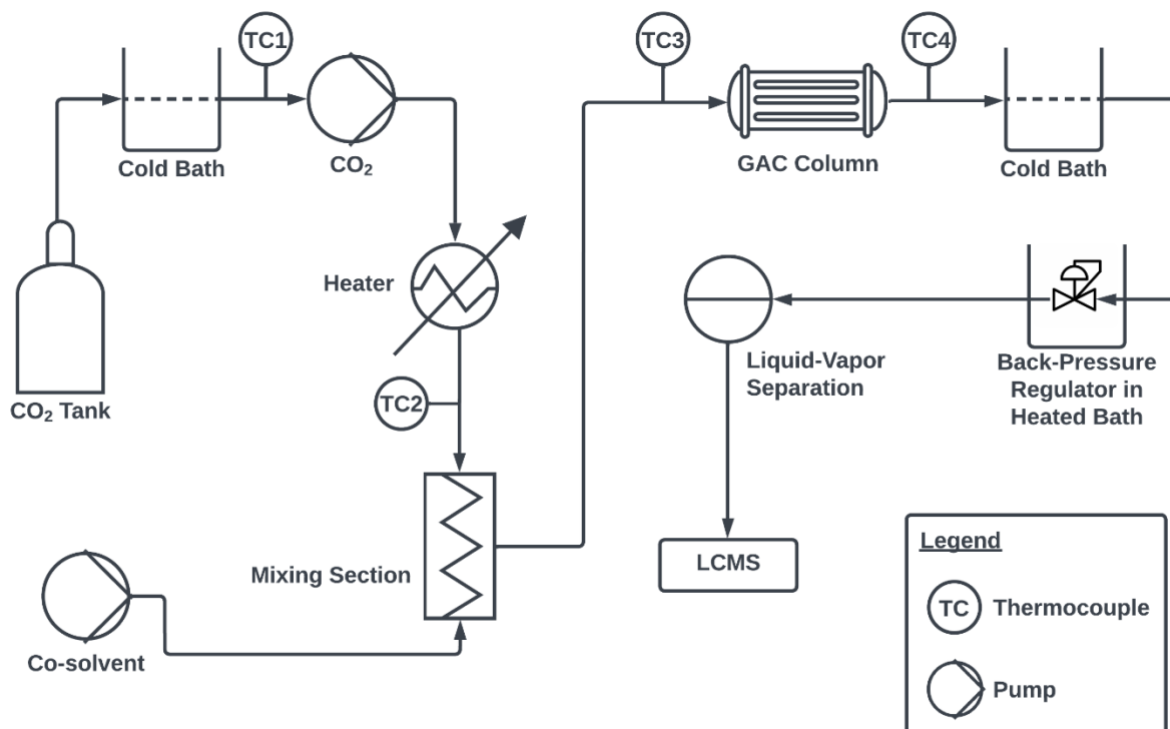 TC1
TC3
TC4
Cold Bath
CO₂
GAC Column
Cold Bath
Heater
CO₂ Tank
TC2
Liquid-Vapor
Separation
Back-Pressure
Regulator in
Heated Bath
Mixing Section
LCMS
Co-solvent
Legend
TC Thermocouple
Pump